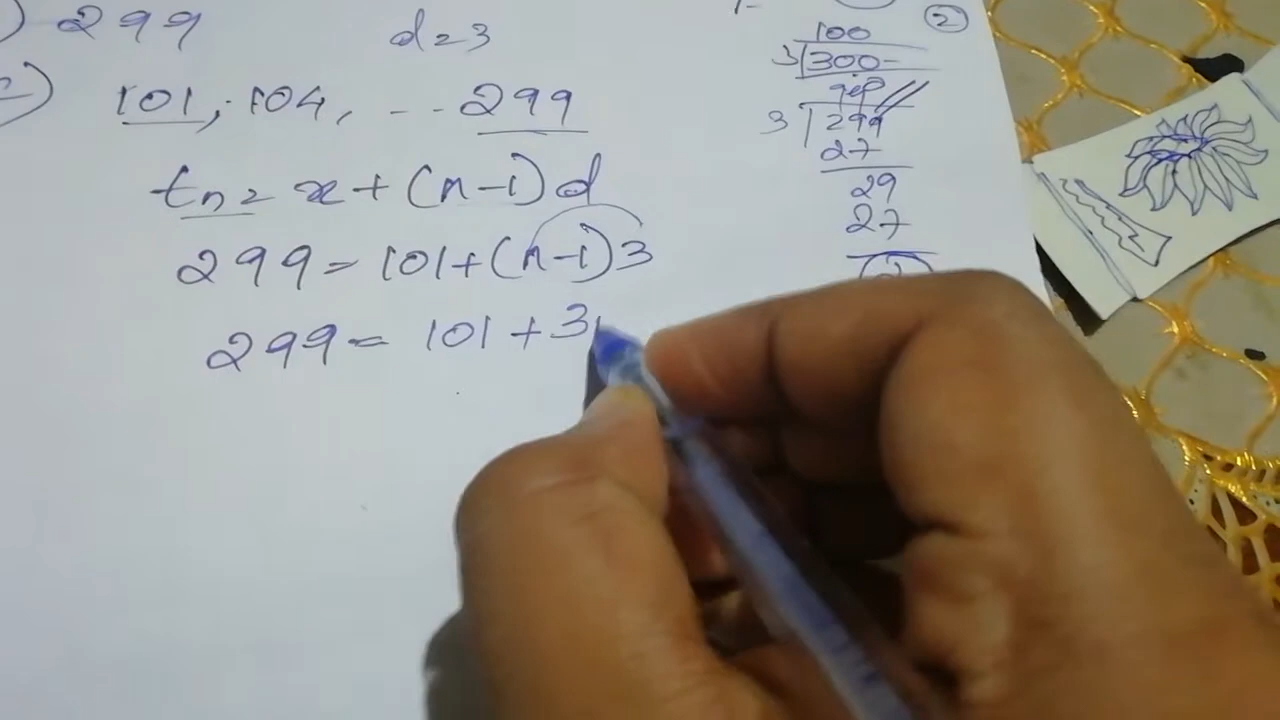 ) 299
d=3
101, 104, ... 299
tn = x + (n-1)d
299 = 101 + (n-1)3
299 = 101 + 3
2
100
3 300
3 299
27
29
27
2